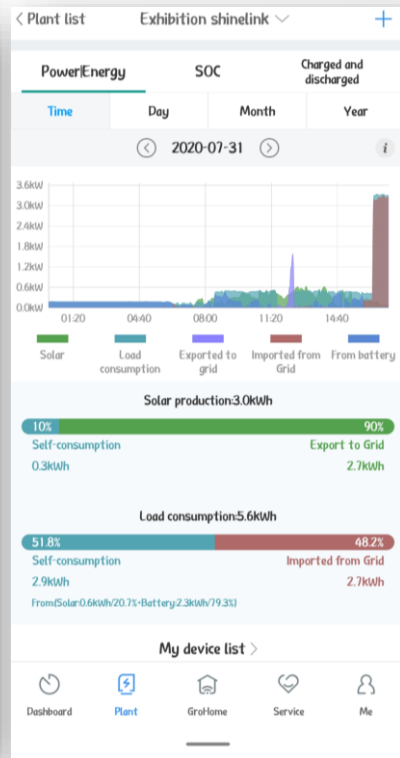 Plant list Exhibition shinelink
Power/Energy SOC Charged and
discharged
Time Day Month Year
2020-07-31 i
3.6kW
3.0kW
2.4kW
1.8kW
1.2kW
0.6kW
0.0kW
01:20 04:40 08:00 11:20 14:40
Solar Load Exported to Imported from From battery
consumption grid Grid
Solar production:3.0kWh
10% 90%
Self-consumption Export to Grid
0.3kWh 2.7kWh
Load consumption:5.6kWh
51.8% 48.2%
Self-consumption Imported from Grid
2.9kWh 2.7kWh
From(Solar:0.6kWh/20.7%+Battery:2.3kWh/79.3%)
My device list
Dashboard Plant GroHome Service Me